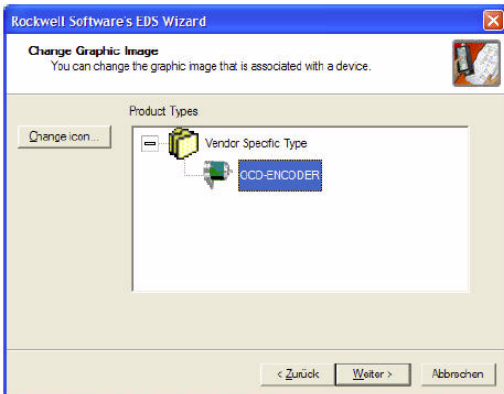 Rockwell Software's EDS Wizard
Change Graphic Image
You can change the graphic image that is associated with a device.
Product Types
Change icon...
Vendor Specific Type
OCD-ENCODER
< Zurück
Weiter >
Abbrechen